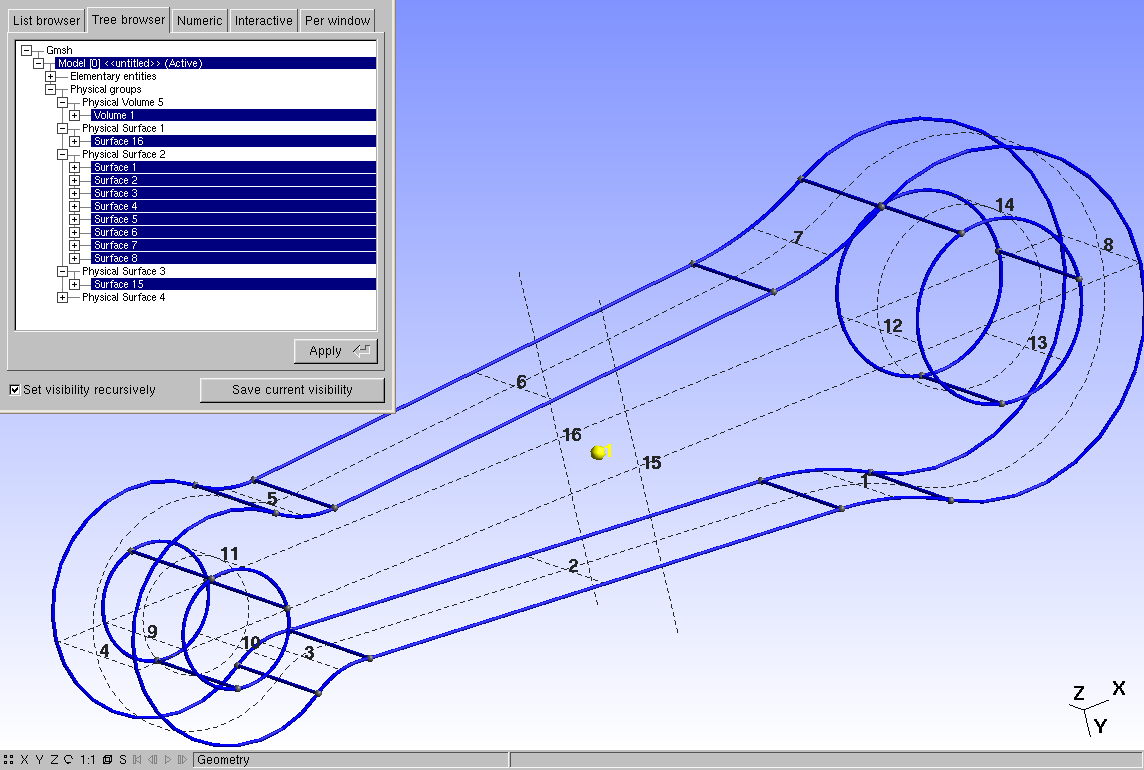 List browser Tree browser Numeric Interactive Per window
Gmsh
Model [0] <<untitled>> (Active)
Elementary entities
Physical groups
Physical Volume 5
Volume 1
Physical Surface 1
Surface 16
Physical Surface 2
Surface 1
Surface 2
Surface 3
Surface 4
Surface 5
Surface 6
Surface 7
Surface 8
Physical Surface 3
Surface 15
Physical Surface 4
Apply
Set visibility recursively Save current visibility
14
7
8
12
13
6
16
1
15
1
5
11
2
9
10
4
3
Z X
Y
X Y Z 1:1 S Geometry